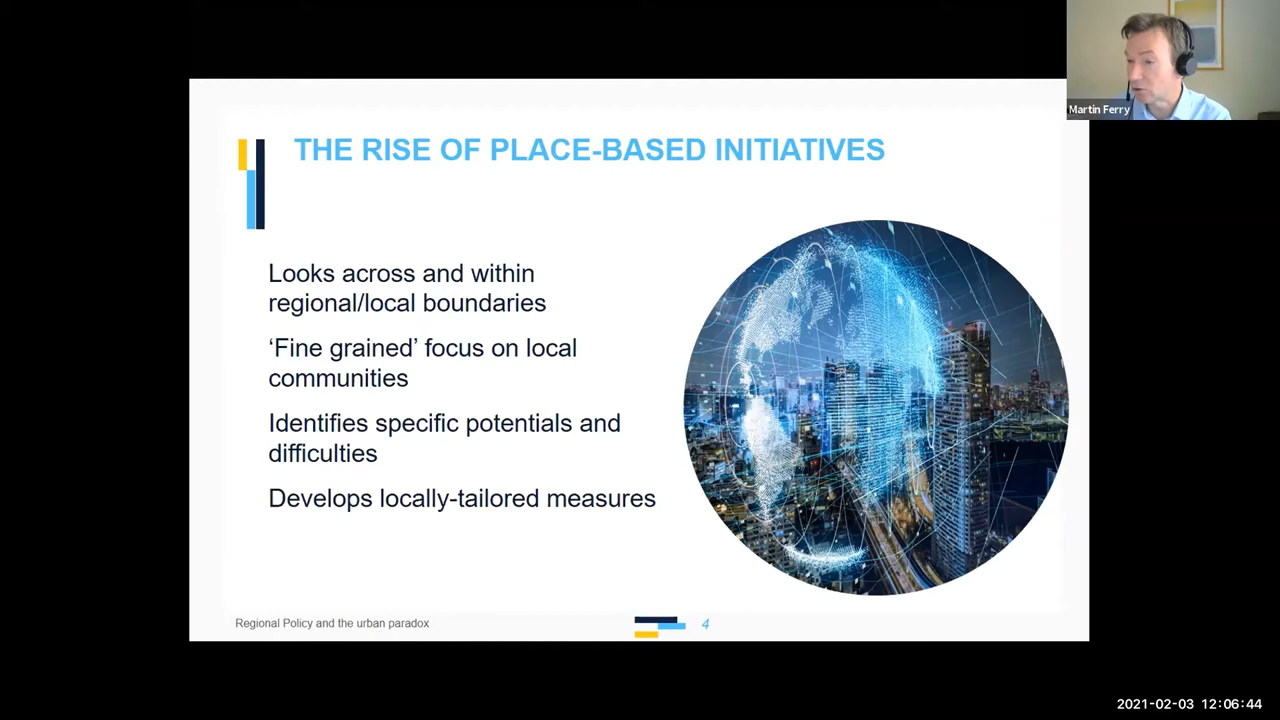 Martin Ferry
THE RISE OF PLACE-BASED INITIATIVES
Looks across and within
regional/local boundaries
‘Fine grained’ focus on local
communities
Identifies specific potentials and
difficulties
Develops locally-tailored measures
Regional Policy and the urban paradox
4
2021-02-03 12:06:44